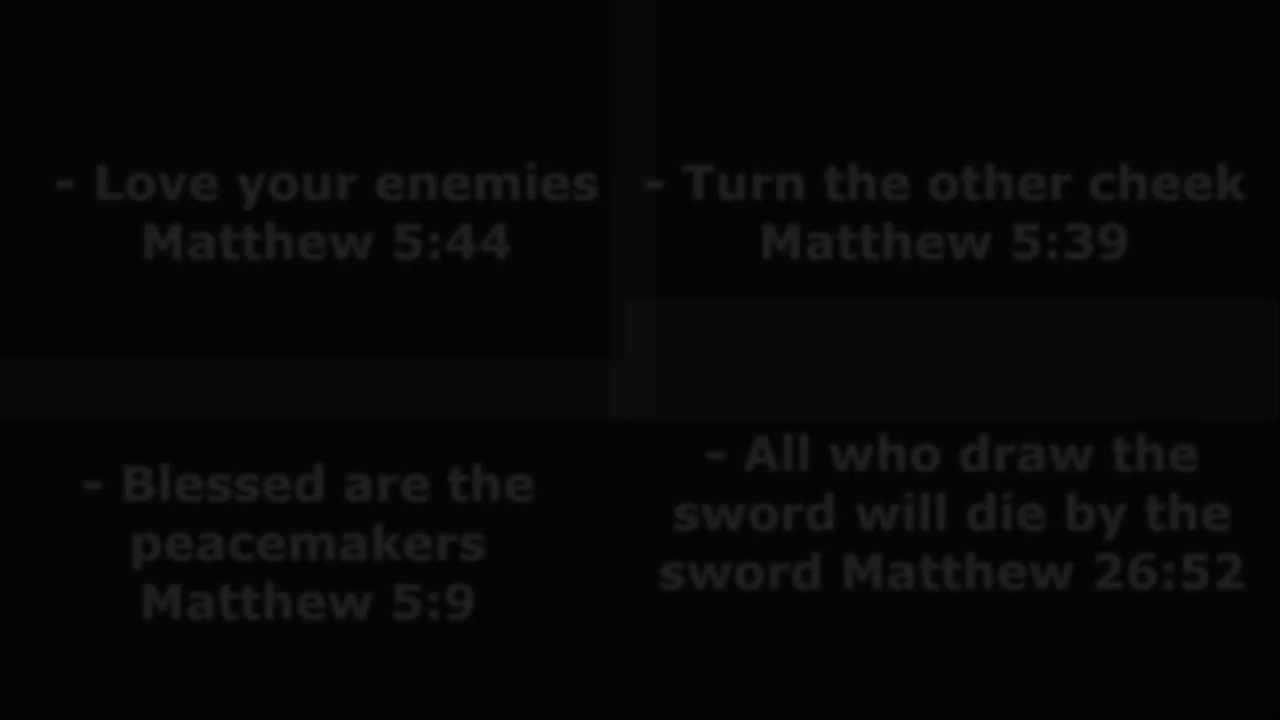 - Love your enemies
Matthew 5:44
- Turn the other cheek
Matthew 5:39
- Blessed are the
peacemakers
Matthew 5:9
- All who draw the
sword will die by the
sword Matthew 26:52